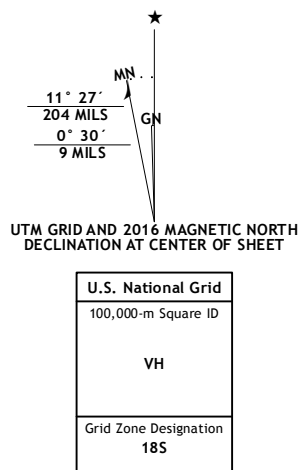 MN
GN
11° 27´
204 MILS
0° 30´
9 MILS
UTM GRID AND 2016 MAGNETIC NORTH
DECLINATION AT CENTER OF SHEET
U.S. National Grid
100,000-m Square ID
VH
Grid Zone Designation
18S